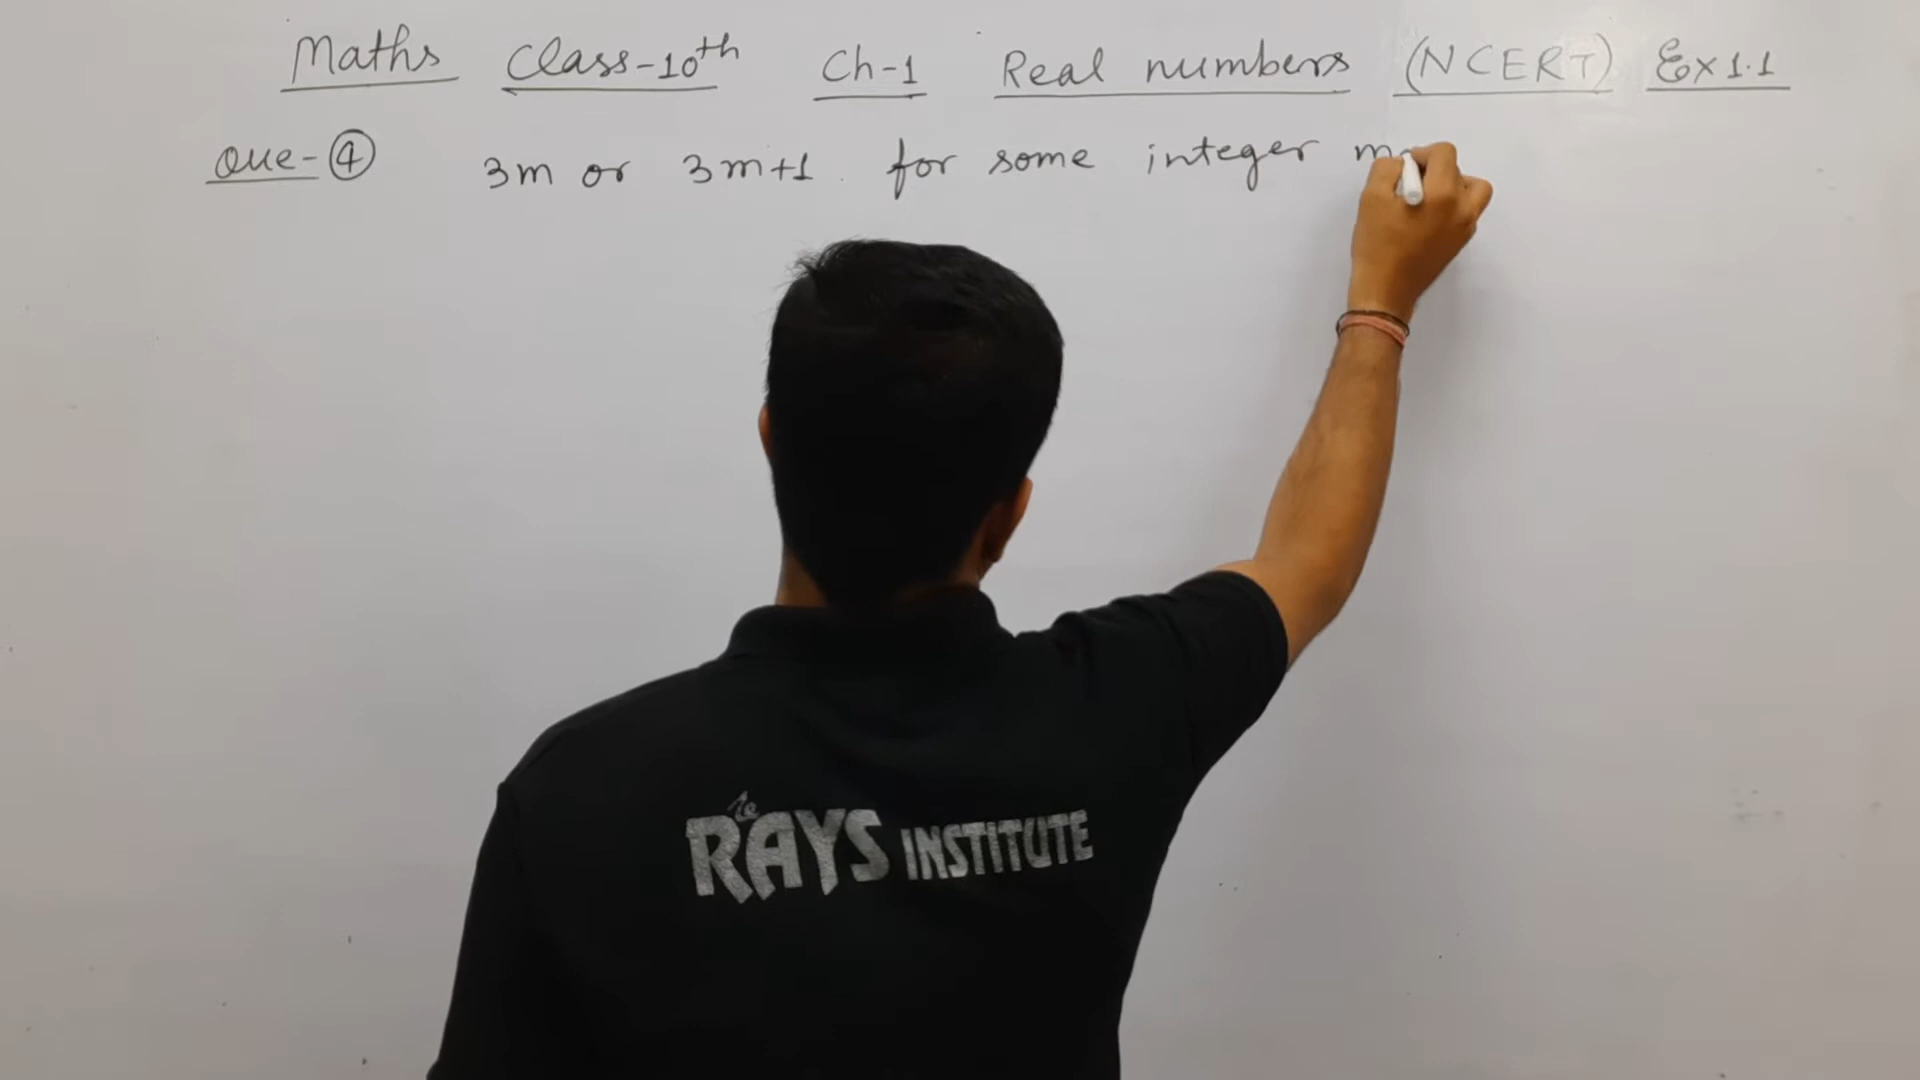 Maths Class-10th Ch-1 Real numbers (NCERT) Ex 1.1
Que-④ 3m or 3m+1 for some integer m
RAYS INSTITUTE